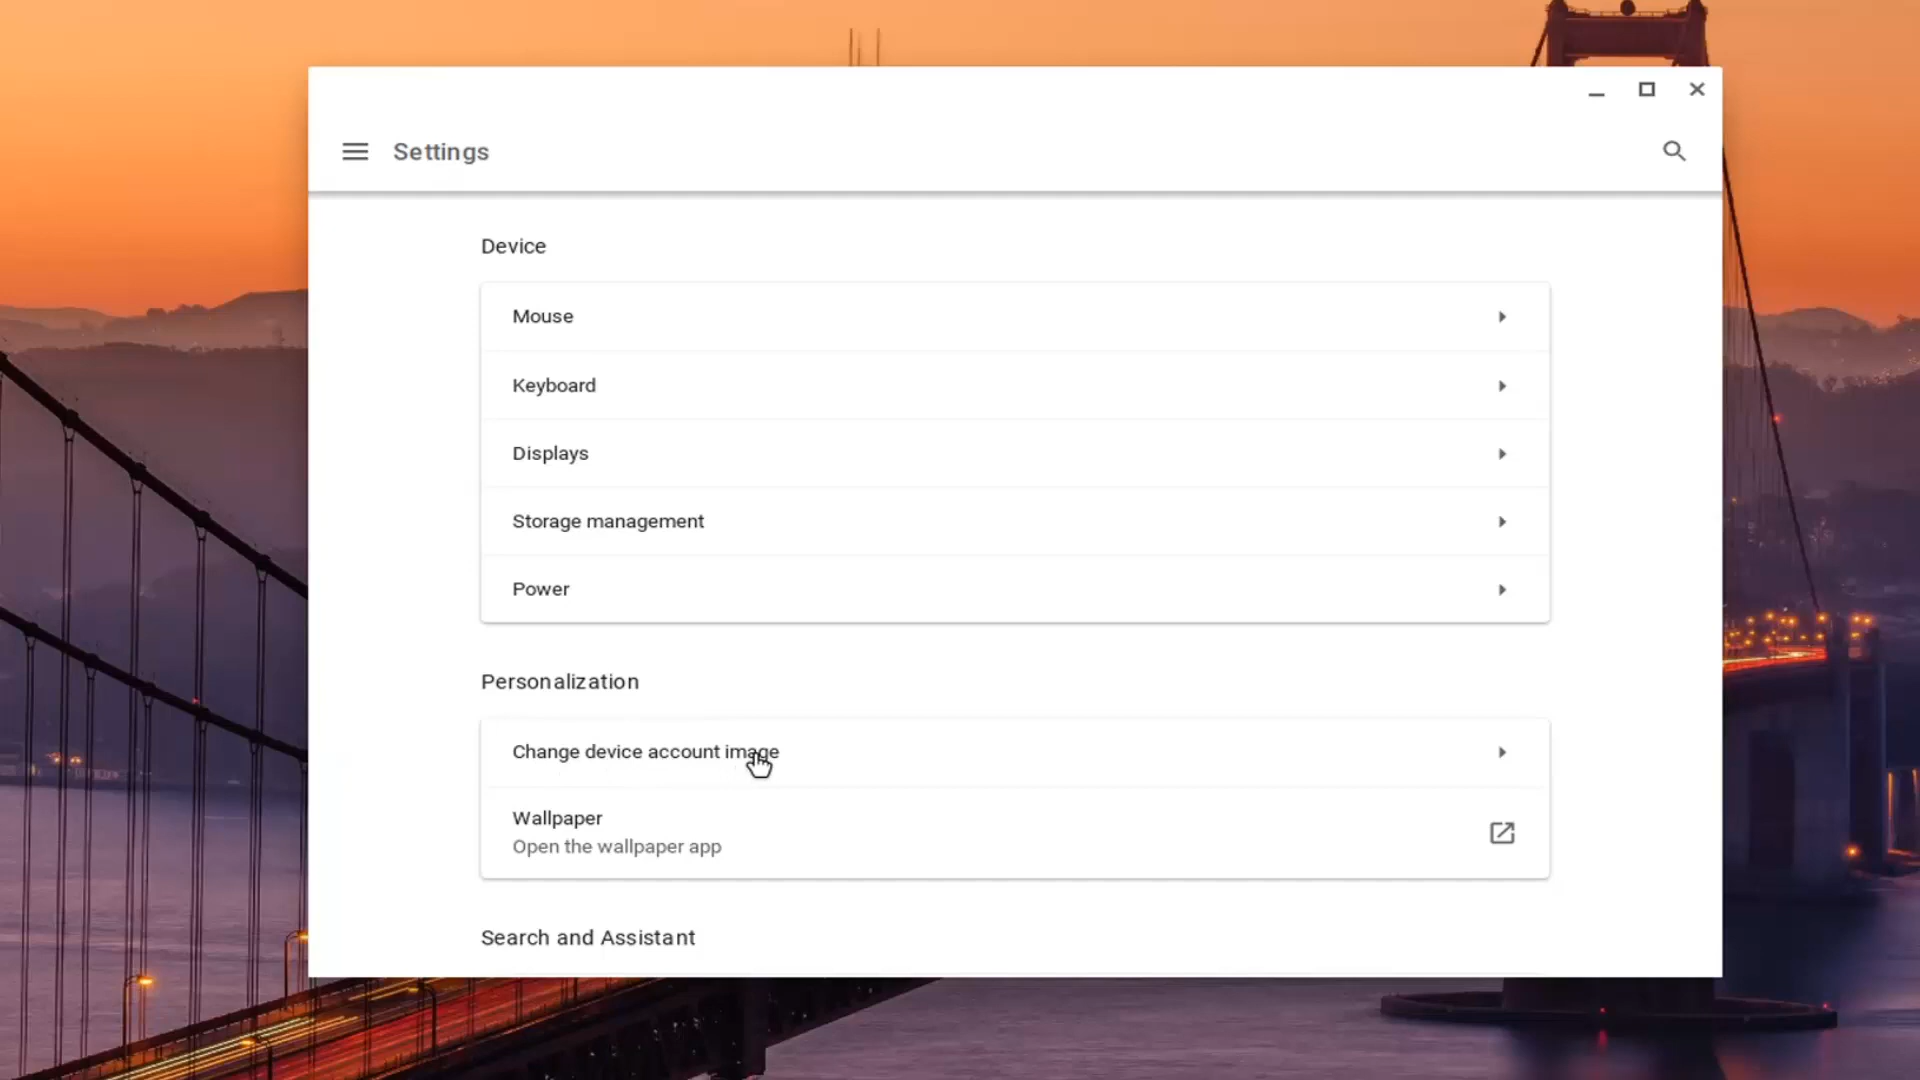 Settings
Device
Mouse
Keyboard
Displays
Storage management
Power
Personalization
Change device account image
Wallpaper
Open the wallpaper app
Search and Assistant